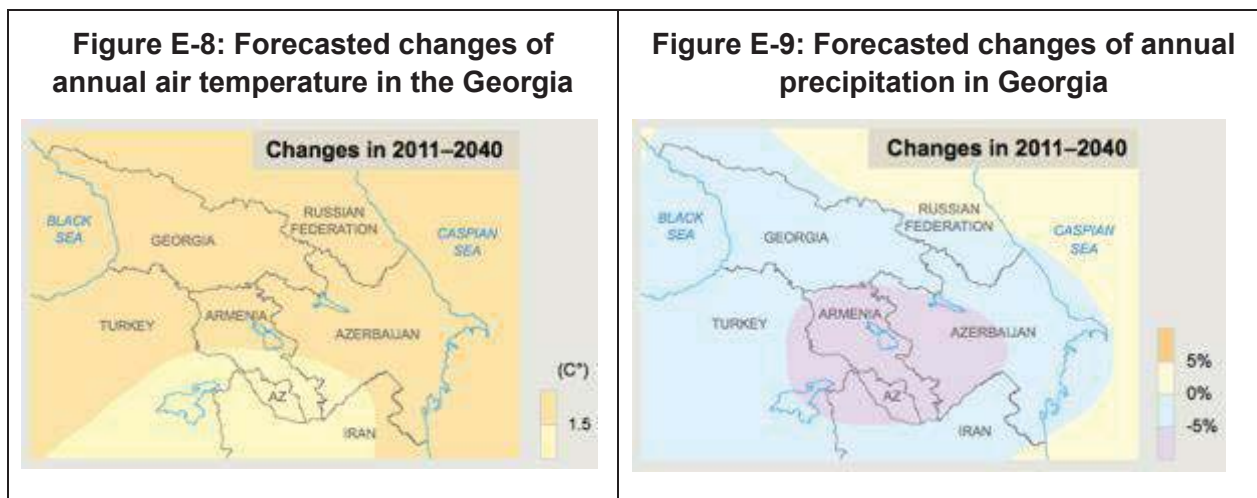 Figure E-8: Forecasted changes of
annual air temperature in the Georgia
Changes in 2011–2040
BLACK
SEA
GEORGIA
RUSSIAN
FEDERATION
CASPIAN
SEA
TURKEY
ARMENIA
AZERBAIJAN
AZ
IRAN
(C°)
1.5
Figure E-9: Forecasted changes of annual
precipitation in Georgia
Changes in 2011–2040
BLACK
SEA
GEORGIA
RUSSIAN
FEDERATION
CASPIAN
SEA
TURKEY
ARMENIA
AZERBAIJAN
AZ
IRAN
5%
0%
-5%